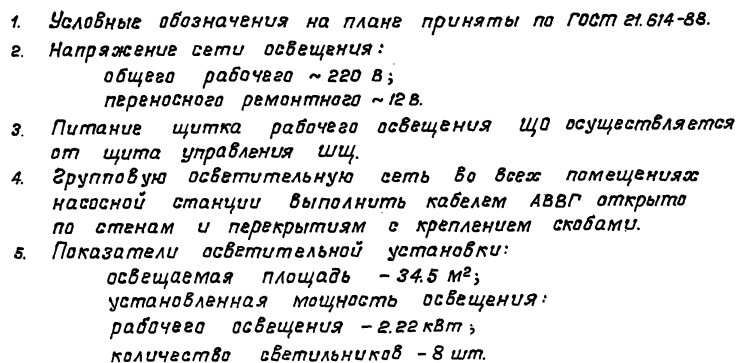 1. Условные обозначения на плане приняты по ГОСТ 21.614-88.
2. Напряжение сети освещения:
общего рабочего ~ 220 В;
переносного ремонтного ~ 12 В.
3. Питание щитка рабочего освещения ЩО осуществляется
от щита управления ШЩ.
4. Групповую осветительную сеть во всех помещениях
насосной станции выполнить кабелем АВВГ открыто
по стенам и перекрытиям с креплением скобами.
5. Показатели осветительной установки:
освещаемая площадь - 34.5 м²;
установленная мощность освещения:
рабочего освещения - 2.22 кВт;
количество светильников - 8 шт.